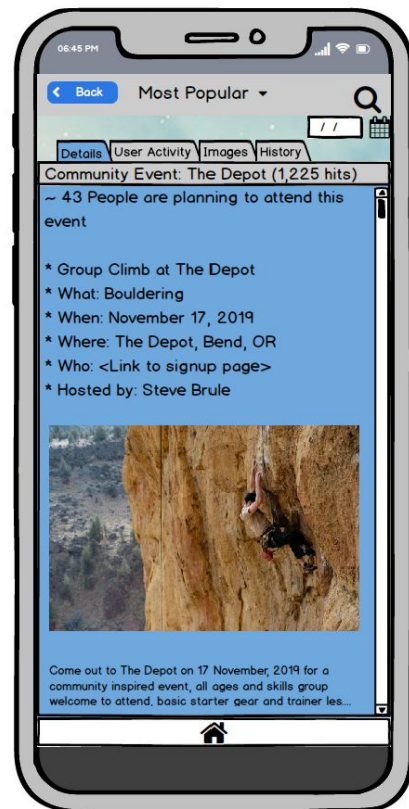 06:45 PM
Back
Most Popular
/ /
Details User Activity Images History
Community Event: The Depot (1,225 hits)
~ 43 People are planning to attend this
event
* Group Climb at The Depot
* What: Bouldering
* When: November 17, 2019
* Where: The Depot, Bend, OR
* Who: <Link to signup page>
* Hosted by: Steve Brule
Come out to The Depot on 17 November, 2019 for a
community inspired event, all ages and skills group
welcome to attend, basic starter gear and trainer les...